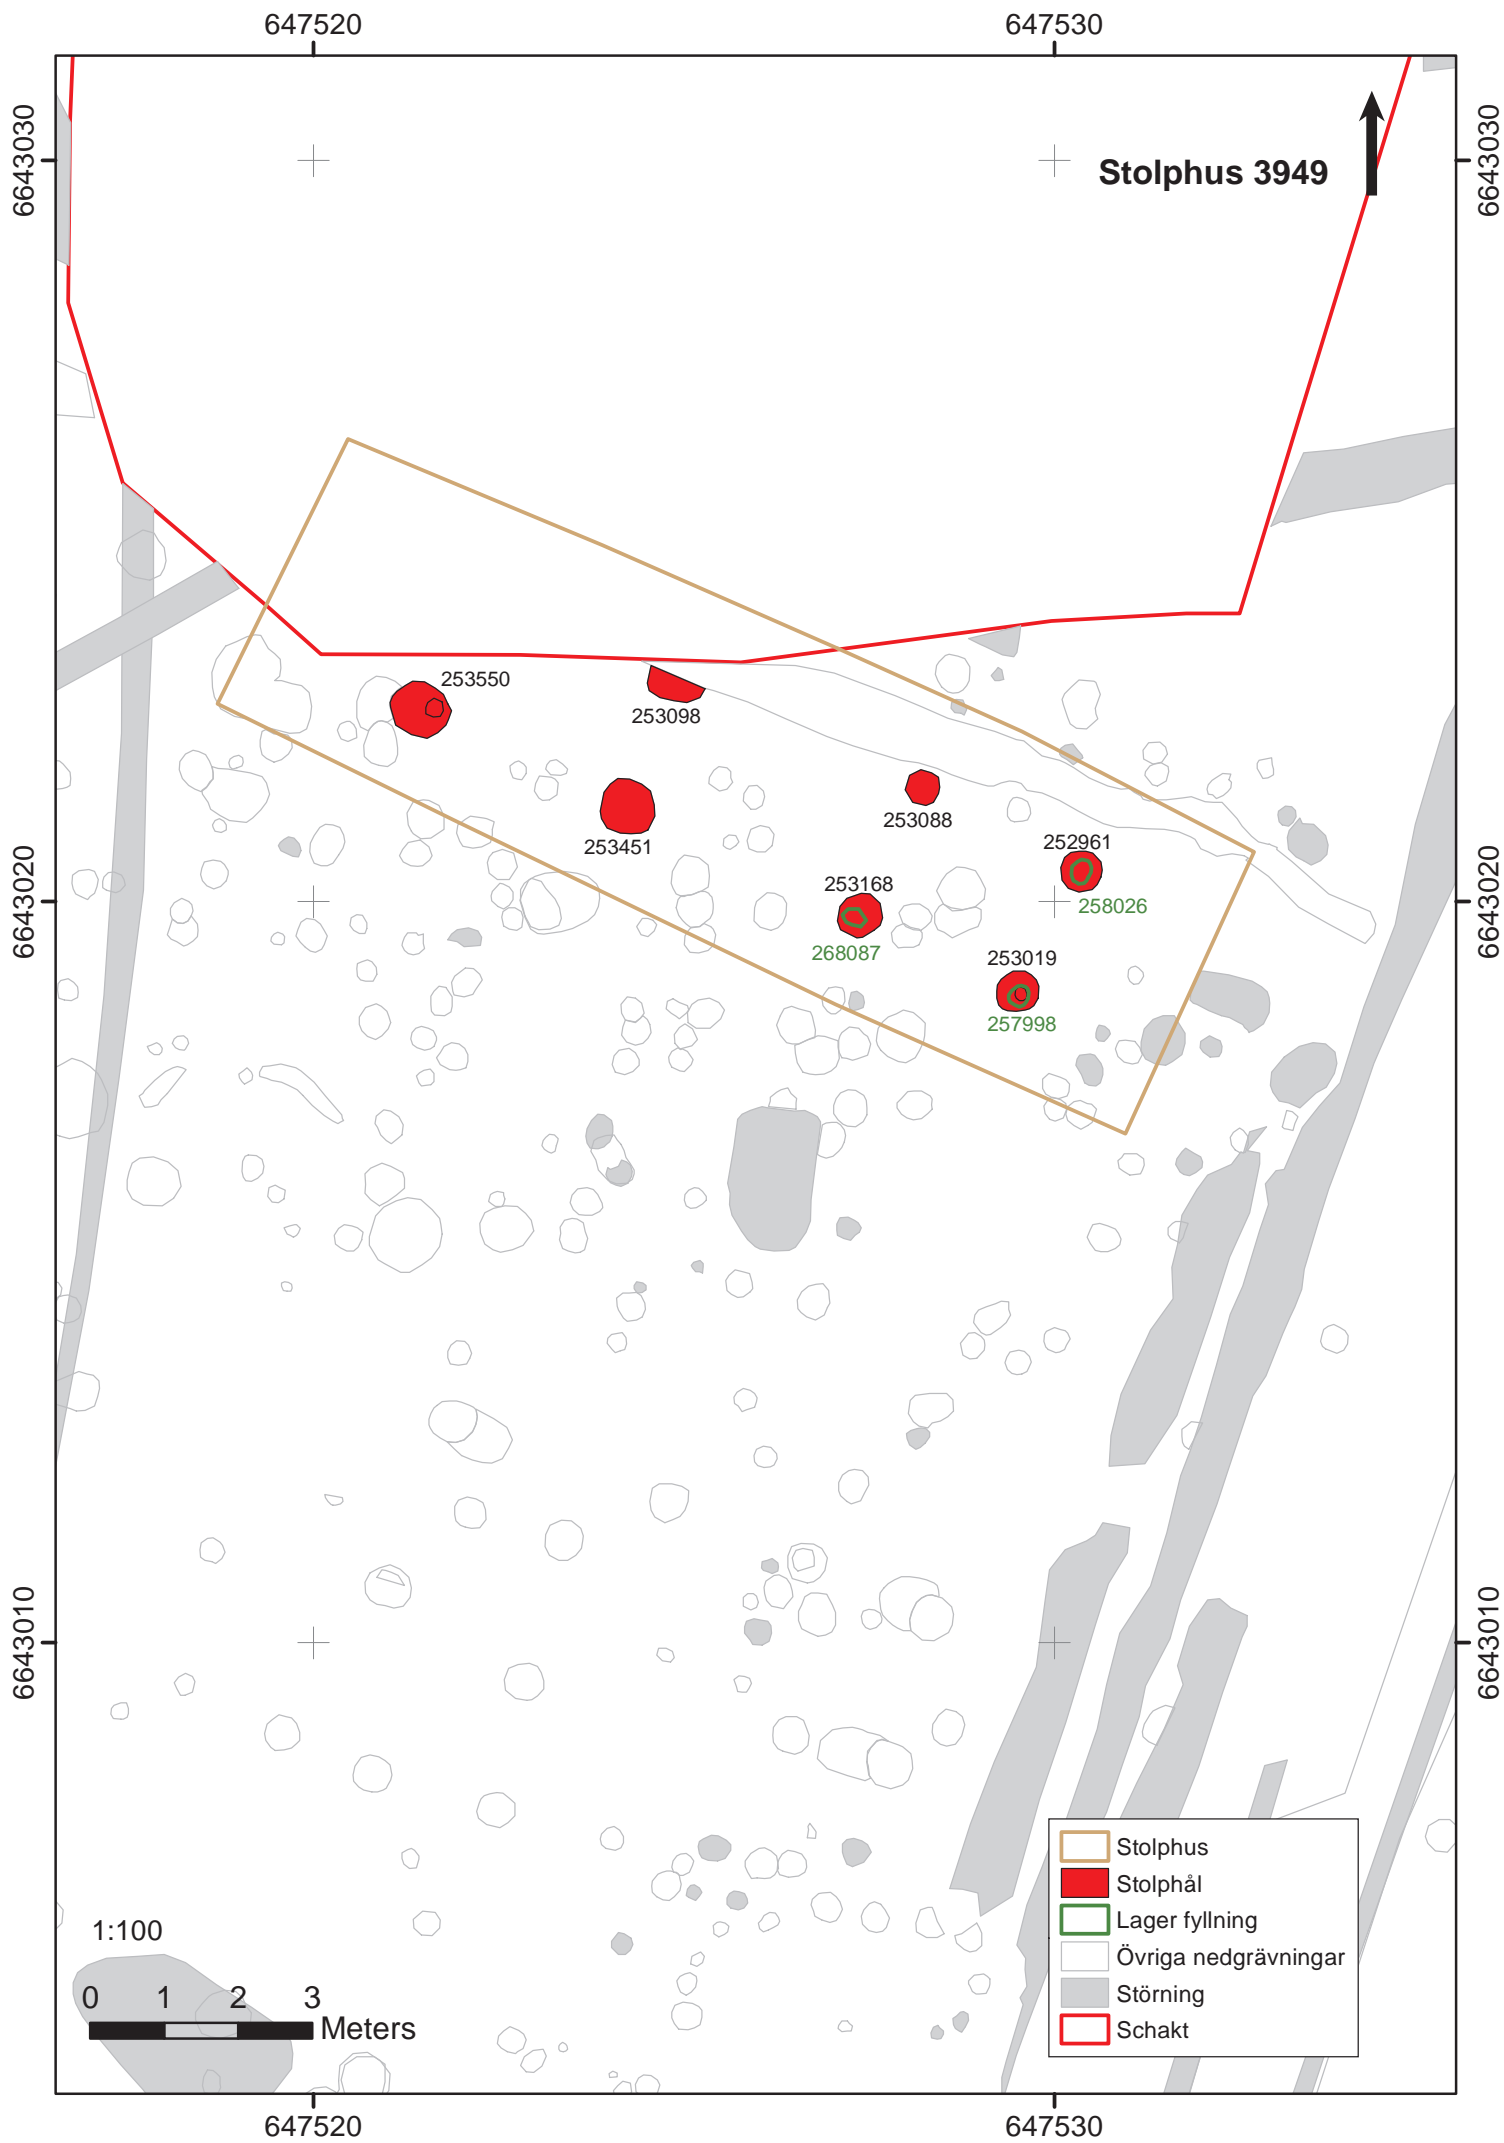 647520 647530
6643030 6643030
Stolphus 3949
253550
253098
253451
253088
252961
258026
253168
268087
253019
257998
6643020 6643020
6643010 6643010
Stolphus
Stolphål
Lager fyllning
Övriga nedgrävningar
Störning
Schakt
1:100
0 1 2 3
Meters
647520 647530